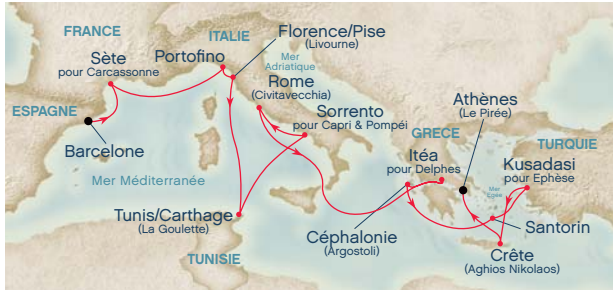 FRANCE
ITALIE
Florence/Pise
(Livourne)
Portofino
Sète
pour Carcassonne
Mer
Adriatique
Rome
(Civitavecchia)
Athènes
(Le Pirée)
ESPAGNE
Sorrento
pour Capri & Pompéi
GRÈCE
TURQUIE
Barcelone
Itéa
pour Delphes
Kusadasi
pour Ephèse
Mer Méditerranée
Mer
Egée
Tunis/Carthage
(La Goulette)
Céphalonie
(Argostoli)
Santorin
TUNISIE
Crête
(Aghios Nikolaos)